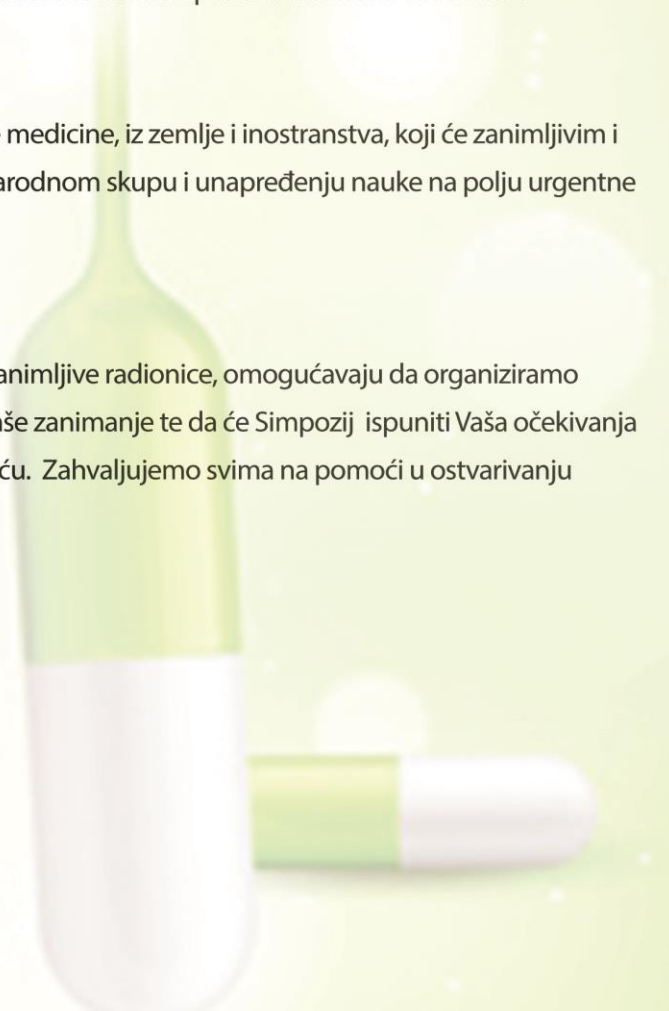 medicine, iz zemlje i inostranstva, koji će zanimljivim i
arodnom skupu i unapređenju nauke na polju urgentne
animljive radionice, omogućavaju da organiziramo
aše zanimanje te da će Simpozij ispuniti Vaša očekivanja
ću. Zahvaljujemo svima na pomoći u ostvarivanju